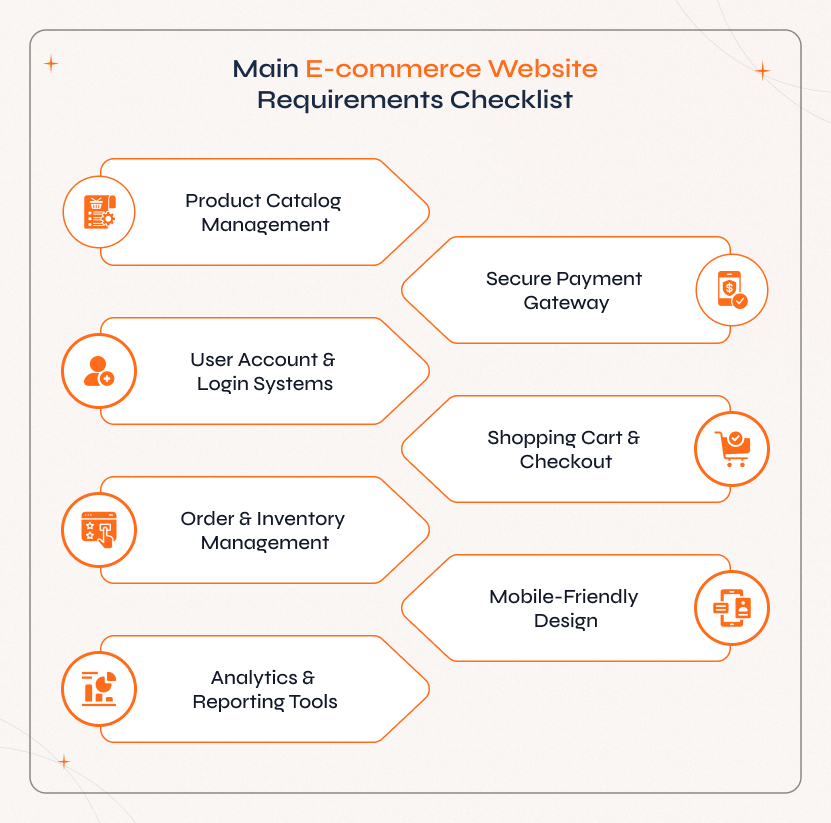 Main E-commerce Website
Requirements Checklist
Product Catalog
Management
Secure Payment
Gateway
User Account &
Login Systems
Shopping Cart &
Checkout
Order & Inventory
Management
Mobile-Friendly
Design
Analytics &
Reporting Tools